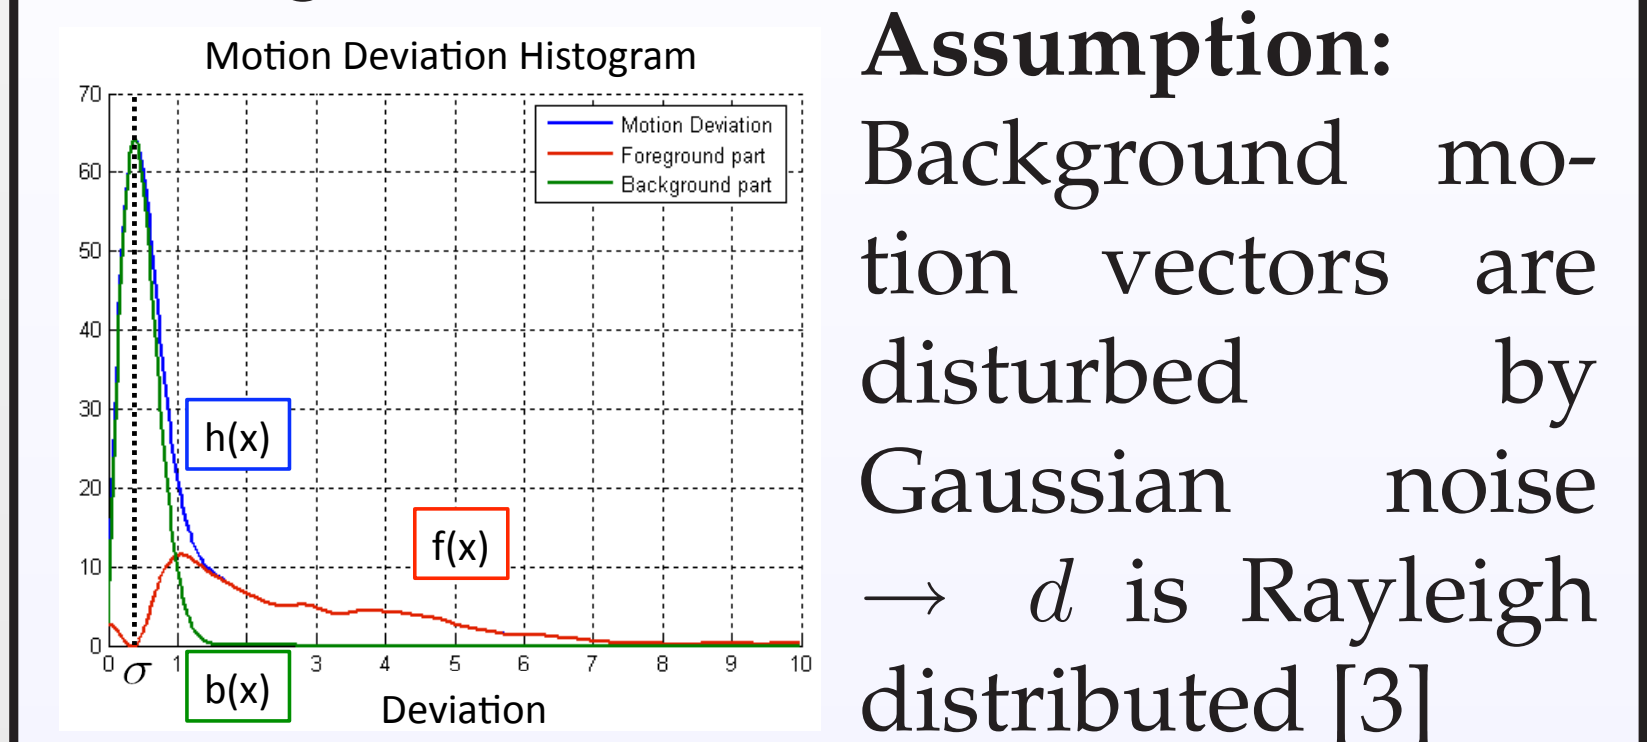 Motion Deviation Histogram
70
60
50
40
30
20
10
0
Motion Deviation
Foreground part
Background part
h(x)
f(x)
b(x)
0 σ 1 3 4 5 6 7 8 9 10
Deviation
Assumption:
Background mo-
tion vectors are
disturbed by
Gaussian noise
→ d is Rayleigh
distributed [3]